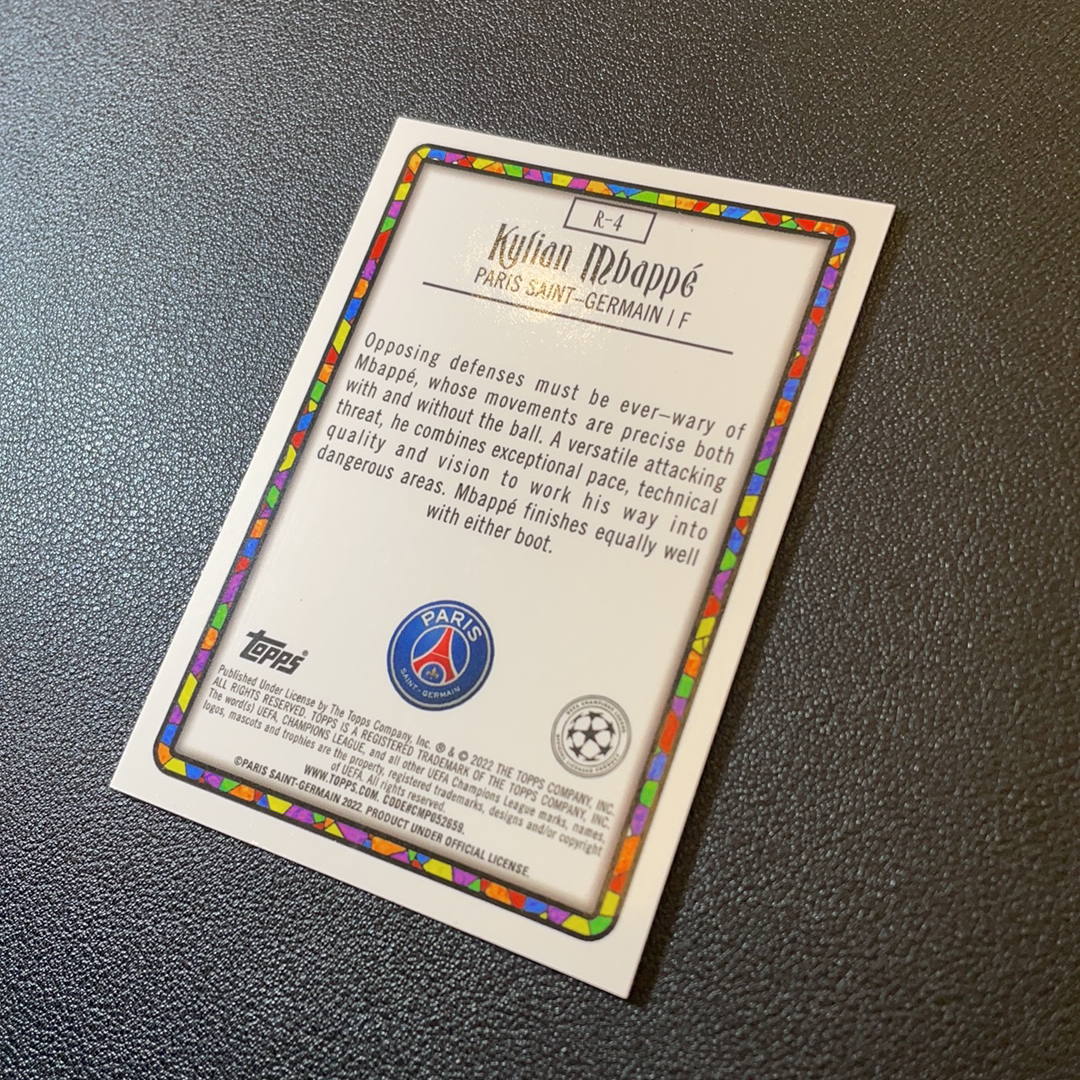 R-4
Kylian Mbappé
PARIS SAINT-GERMAIN | F
Opposing defenses must be ever-wary of
Mbappé, whose movements are precise both
with and without the ball. A versatile attacking
threat, he combines exceptional pace, technical
quality and vision to work his way into
dangerous areas. Mbappé finishes equally well
with either boot.
PARIS
SAINT-GERMAIN
Topps®
Published Under License by The Topps Company, Inc. ® & © 2022 THE TOPPS COMPANY, INC.
ALL RIGHTS RESERVED. TOPPS IS A REGISTERED TRADEMARK OF THE TOPPS COMPANY, INC.
The word(s) UEFA, CHAMPIONS LEAGUE, and all other UEFA Champions League marks, names,
logos, mascots and trophies are the property, registered trademarks, designs and/or copyright
of UEFA. All rights reserved.
WWW.TOPPS.COM. CODE#CMP052659.
©PARIS SAINT-GERMAIN 2022. PRODUCT UNDER OFFICIAL LICENSE.